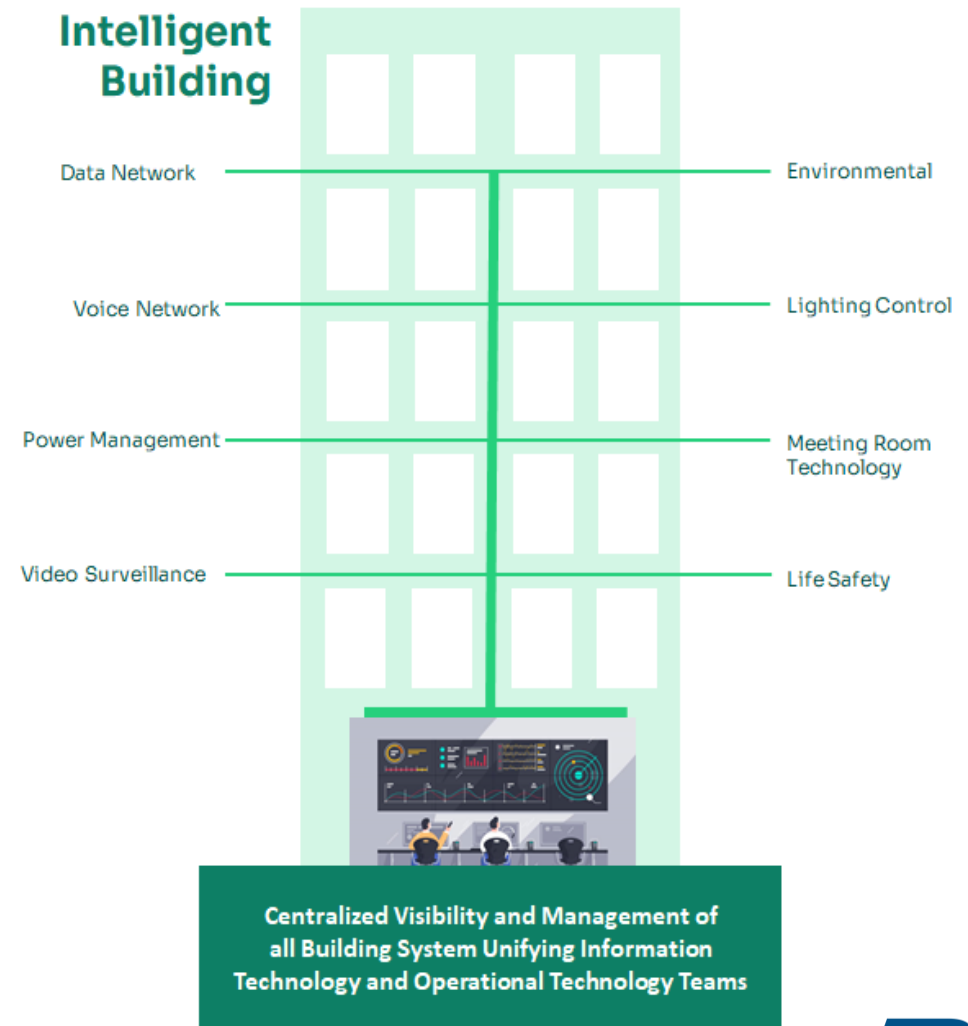 Intelligent
Building
Data Network
Environmental
Voice Network
Lighting Control
Power Management
Meeting Room
Technology
Video Surveillance
Life Safety
Centralized Visibility and Management of
all Building System Unifying Information
Technology and Operational Technology Teams